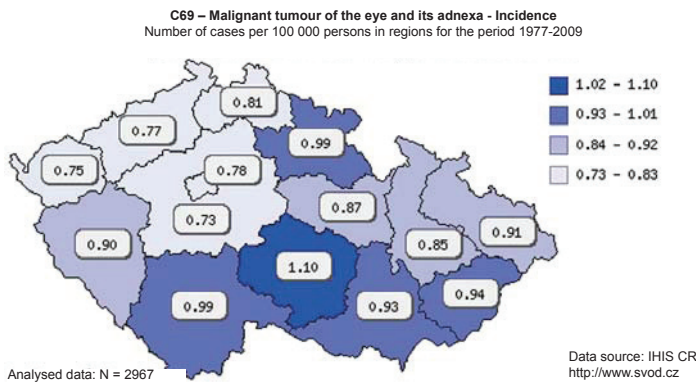 C69 – Malignant tumour of the eye and its adnexa - Incidence
Number of cases per 100 000 persons in regions for the period 1977-2009
1.02 - 1.10
0.93 - 1.01
0.84 - 0.92
0.73 - 0.83
0.81
0.77
0.99
0.75
0.78
0.87
0.73
0.91
0.90
0.85
1.10
0.94
0.99
0.93
Data source: IHIS CR
http://www.svod.cz
Analysed data: N = 2967